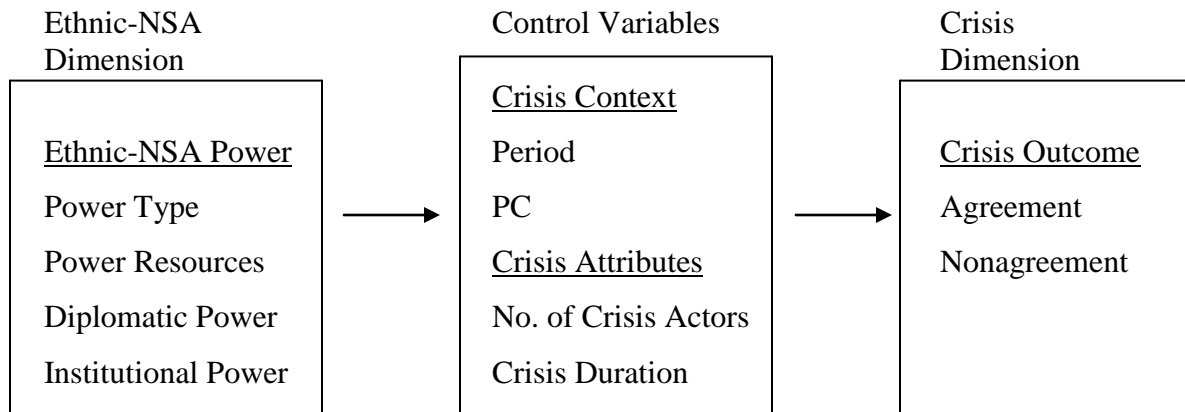 Ethnic-NSA
Dimension
Ethnic-NSA Power
Power Type
Power Resources
Diplomatic Power
Institutional Power
Control Variables
Crisis Context
Period
PC
Crisis Attributes
No. of Crisis Actors
Crisis Duration
Crisis
Dimension
Crisis Outcome
Agreement
Nonagreement